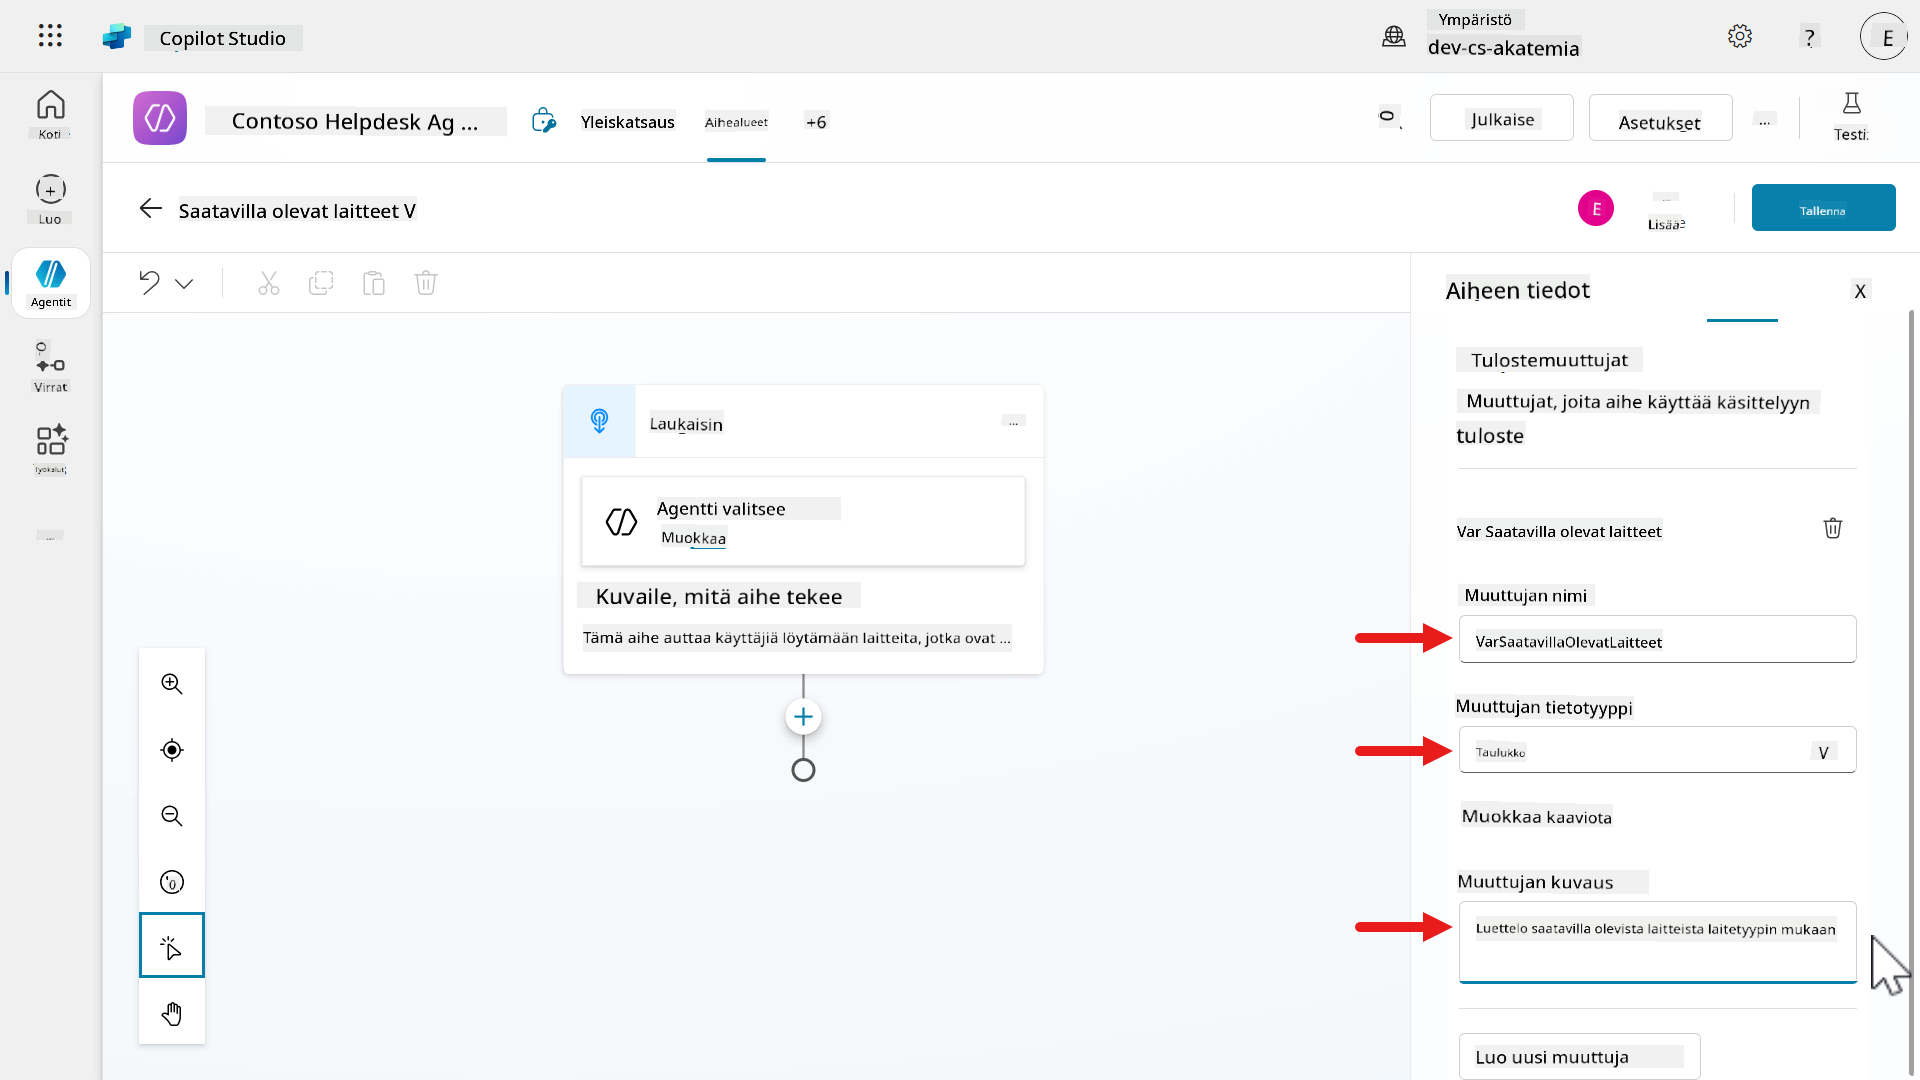 Copilot Studio
Ympäristö
dev-cs-akatemia
?
E
Koti
Luo
Agentit
Virrat
Työkalut
...
Contoso Helpdesk Ag ...
Yleiskatsaus
Aihealueet
+6
Julkaise
Asetukset
...
Testi:
Saatavilla olevat laitteet V
E
...
Lisää
Tallenna
Laukaisin
...
Agentti valitsee
Muokkaa
Kuvaile, mitä aihe tekee
Tämä aihe auttaa käyttäjiä löytämään laitteita, jotka ovat ...
Aiheen tiedot
X
Tulostemuuttujat
Muuttujat, joita aihe käyttää käsittelyyn
tuloste
Var Saatavilla olevat laitteet
Muuttujan nimi
VarSaatavillaOlevatLaitteet
Muuttujan tietotyyppi
Taulukko
V
Muokkaa kaaviota
Muuttujan kuvaus
Luettelo saatavilla olevista laitteista laitetyypin mukaan
Luo uusi muuttuja